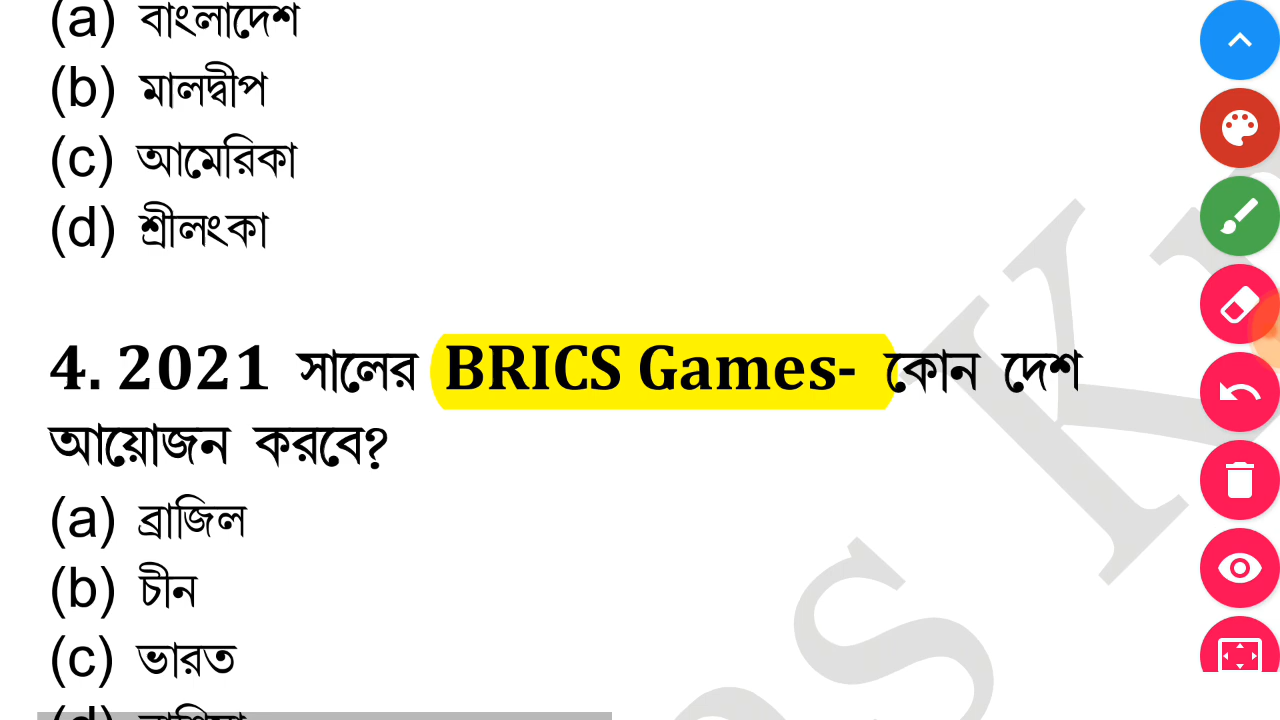 (a) বাংলাদেশ
(b) মালদ্বীপ
(c) আমেরিকা
(d) শ্রীলংকা
4. 2021 সালের BRICS Games- কোন দেশ
আয়োজন করবে?
(a) ব্রাজিল
(b) চীন
(c) ভারত